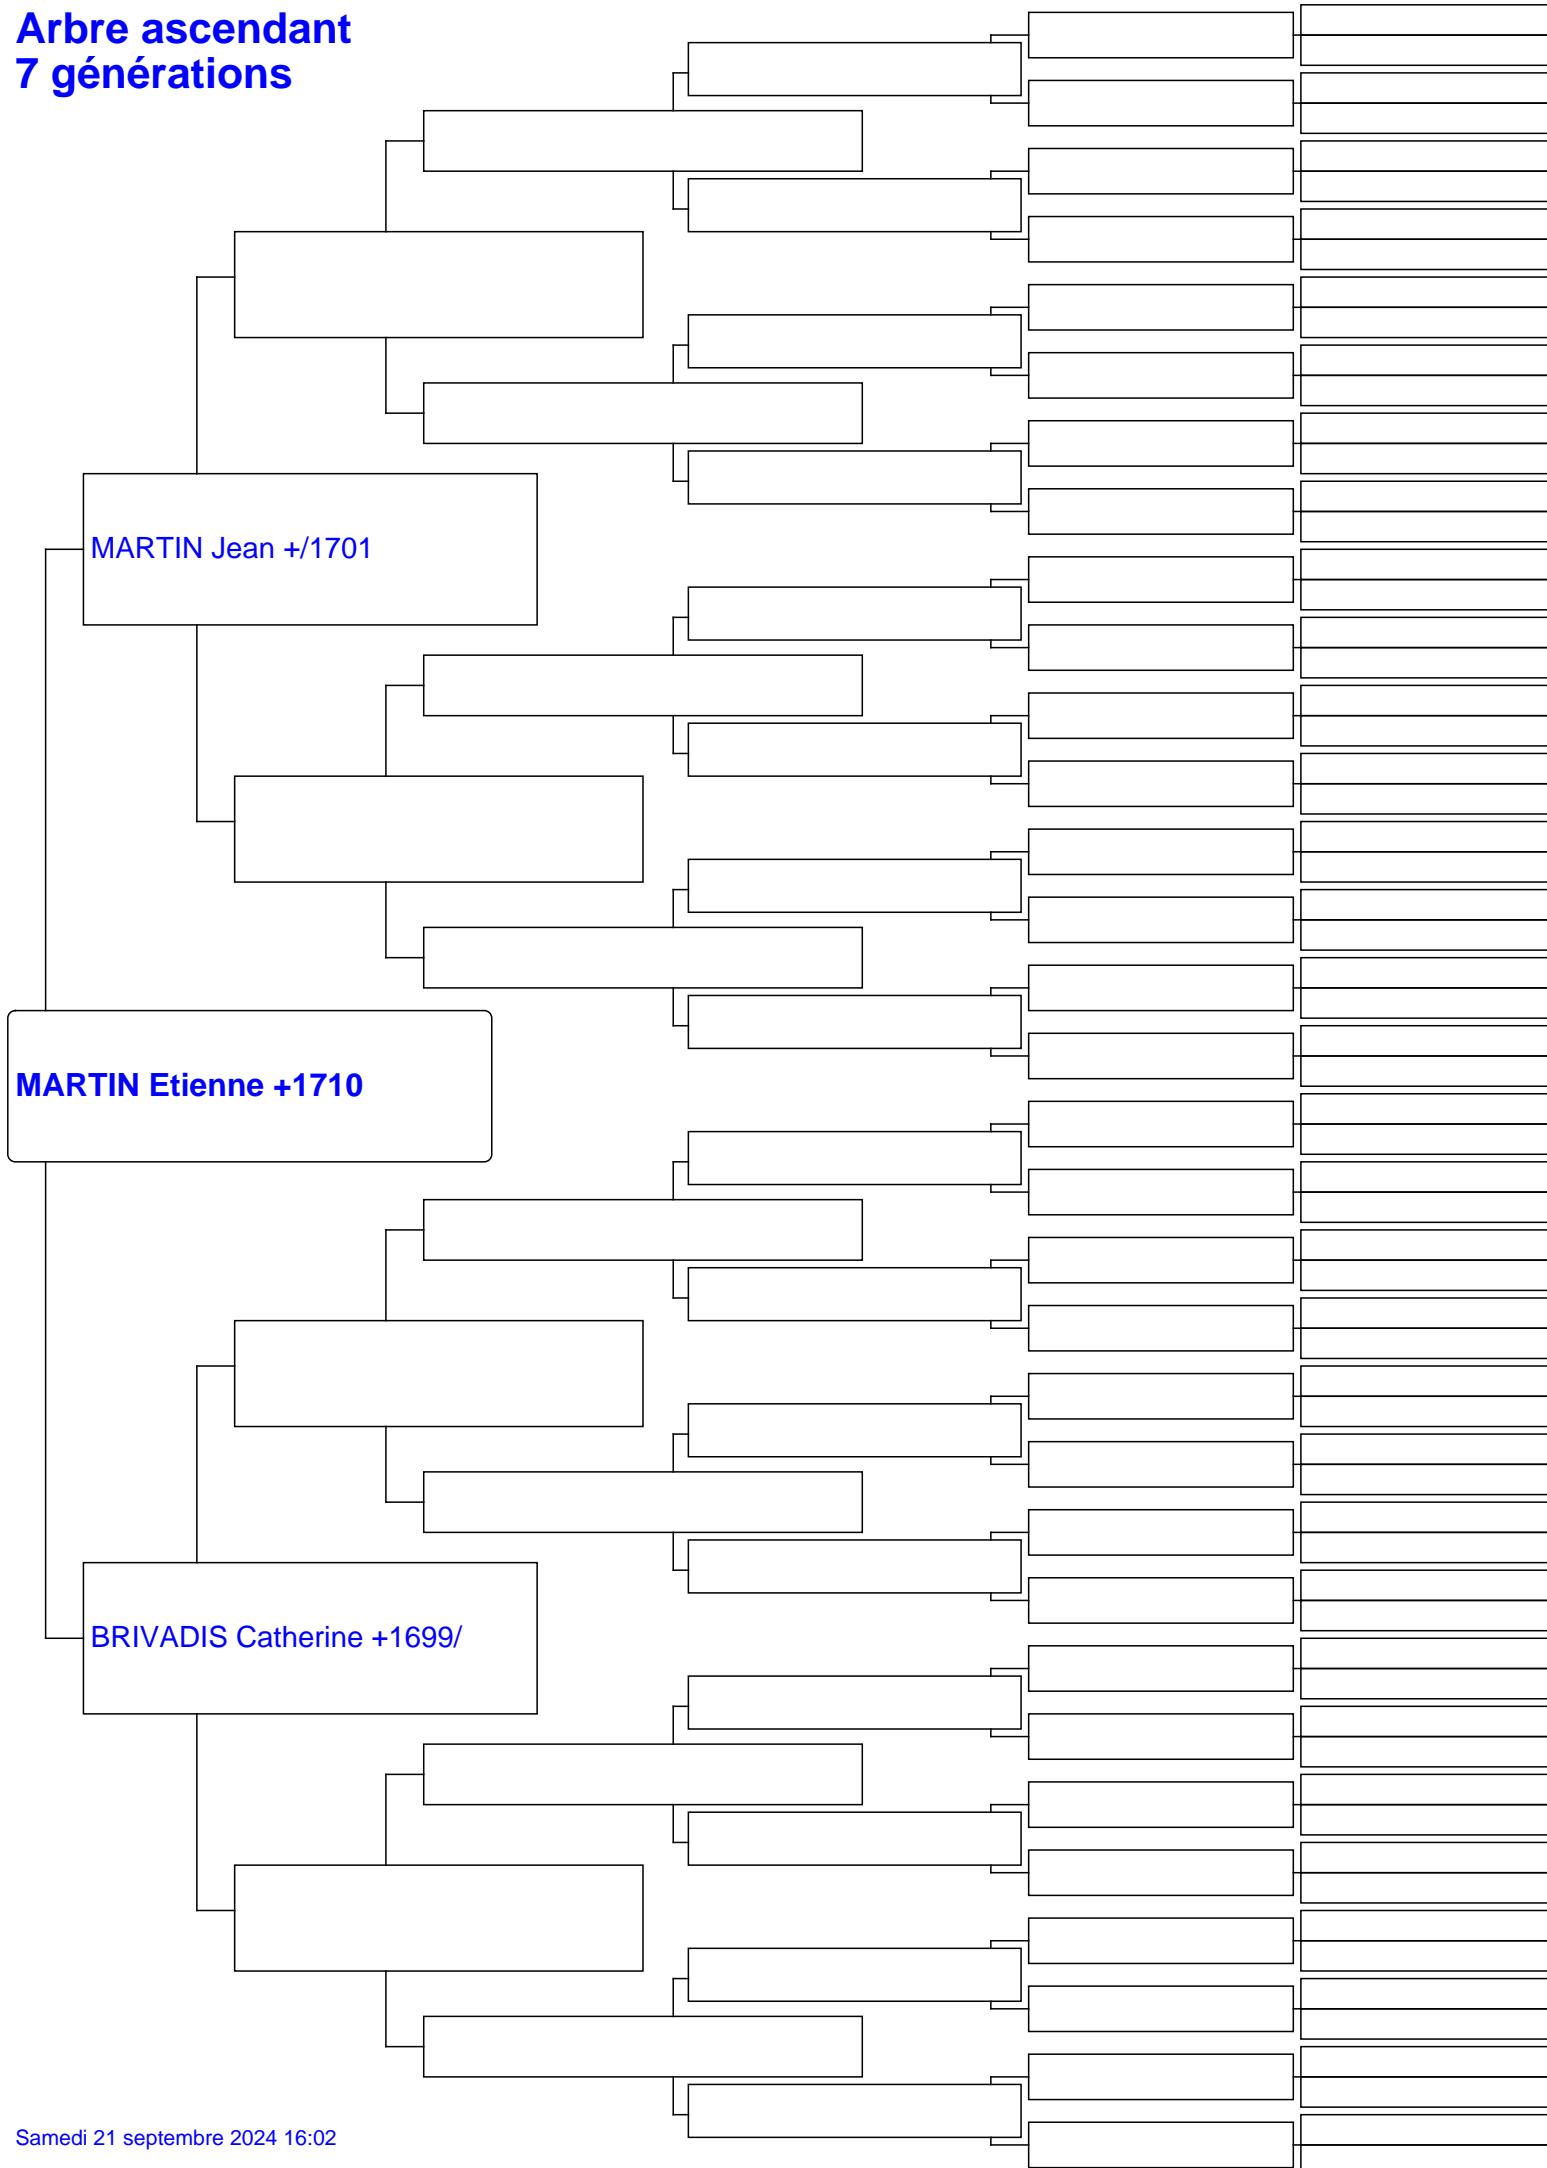 Arbre ascendant
7 générations
MARTIN Jean +/1701
MARTIN Etienne +1710
BRIVADIS Catherine +1699/
Samedi 21 septembre 2024 16:02